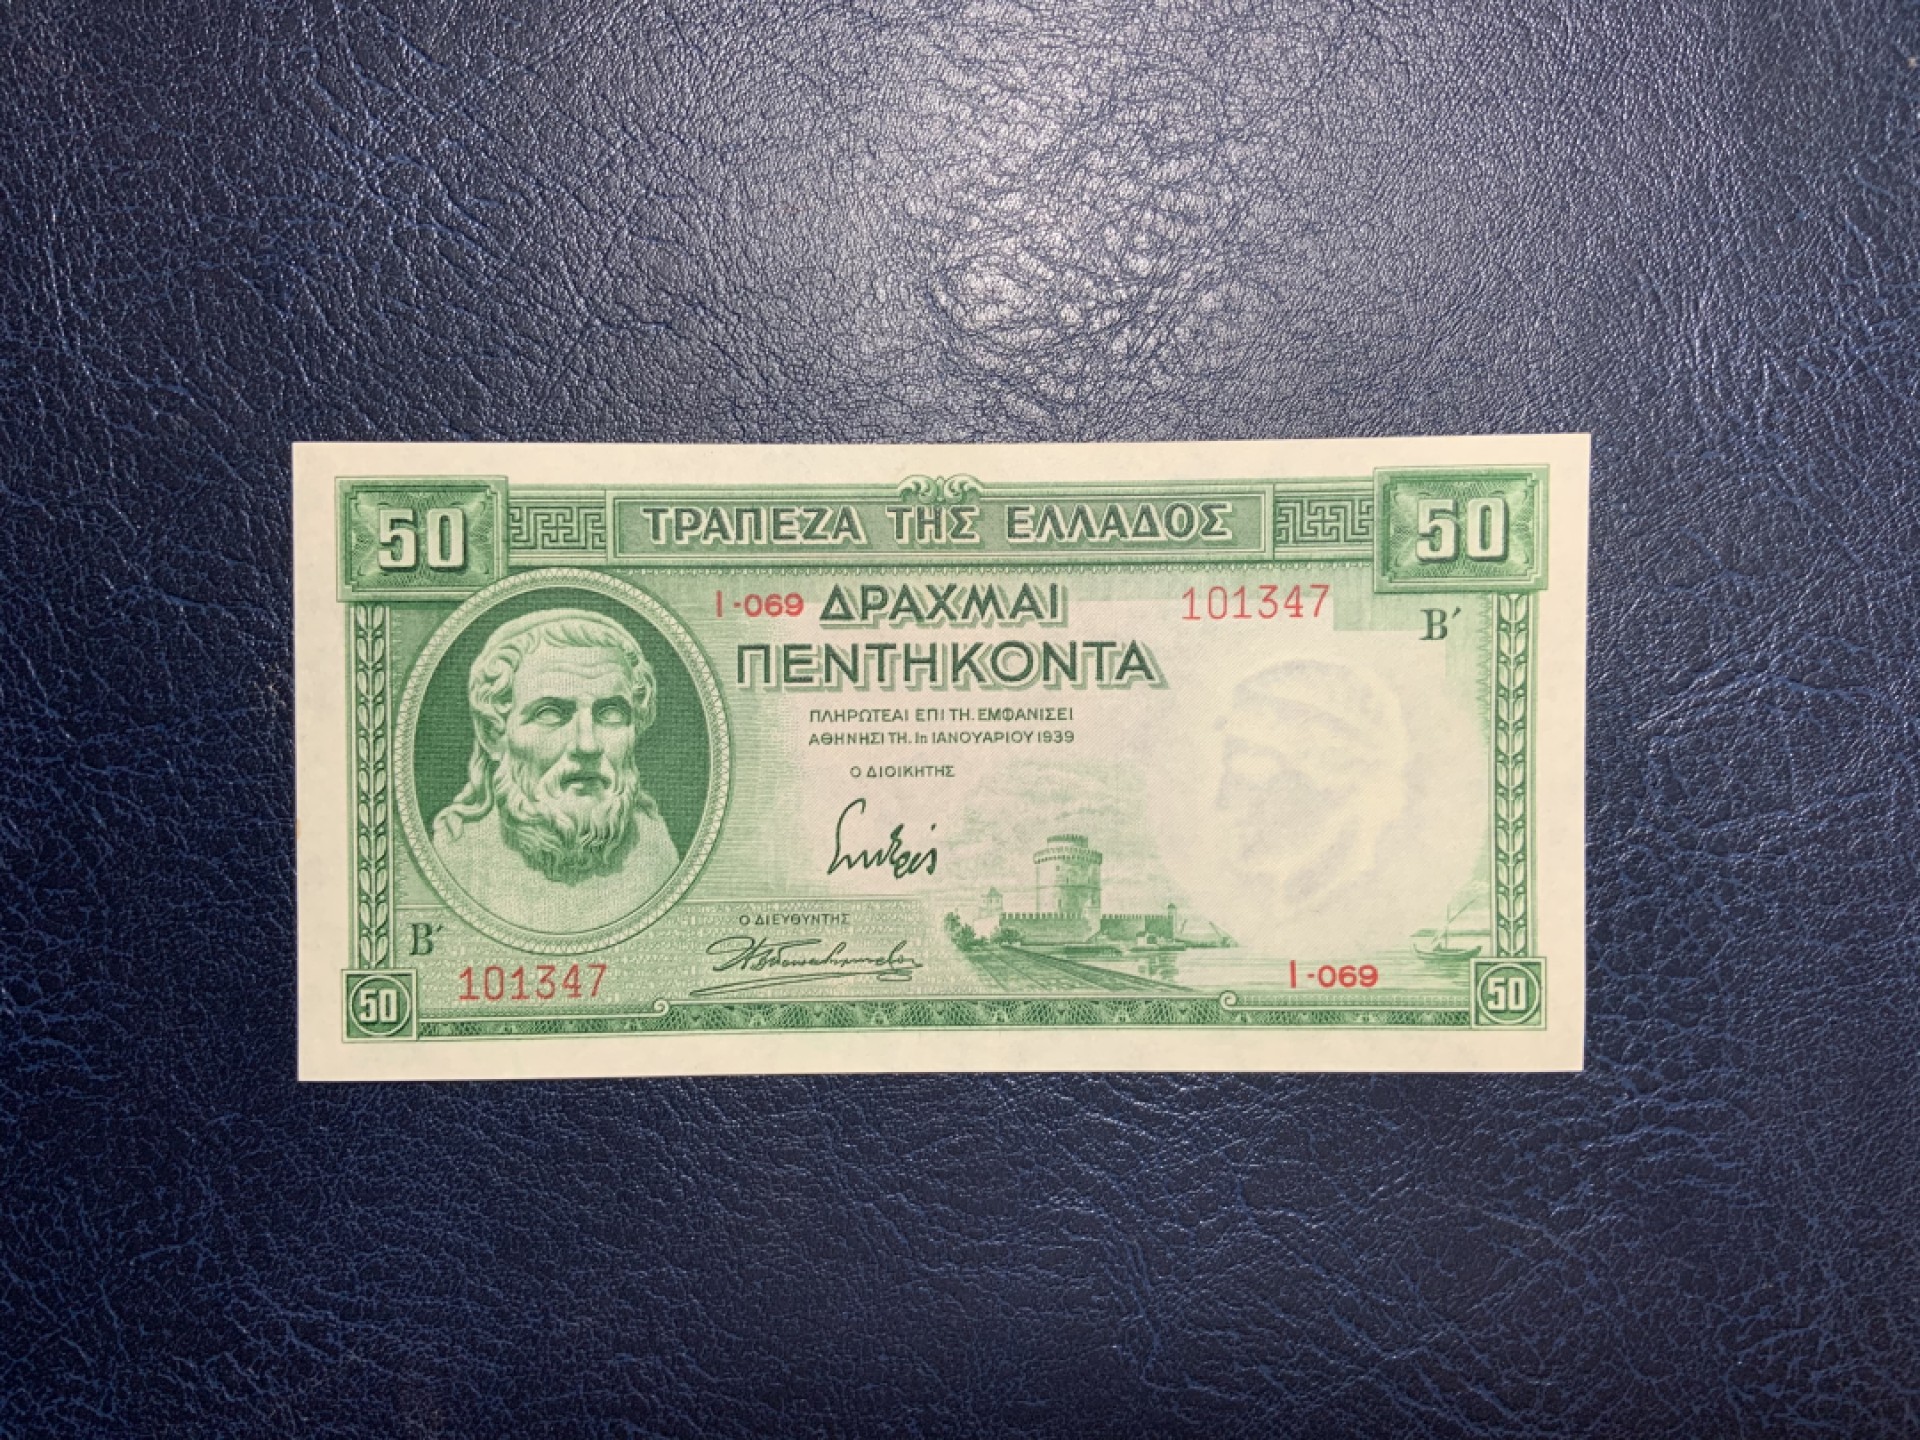 50 ΤΡΑΠΕΖΑ ΤΗΣ ΕΛΛΑΔΟΣ 50
I-069 ΔΡΑΧΜΑΙ 101347
Β΄
ΠΕΝΤΗΚΟΝΤΑ
ΠΛΗΡΩΤΕΑΙ ΕΠΙ ΤΗ. ΕΜΦΑΝΙΣΕΙ
ΑΘΗΝΗΣΙ ΤΗ. 1η ΙΑΝΟΥΑΡΙΟΥ 1939
Ο ΔΙΟΙΚΗΤΗΣ
Ο ΔΙΕΥΘΥΝΤΗΣ
Β΄
101347 I-069
50 50